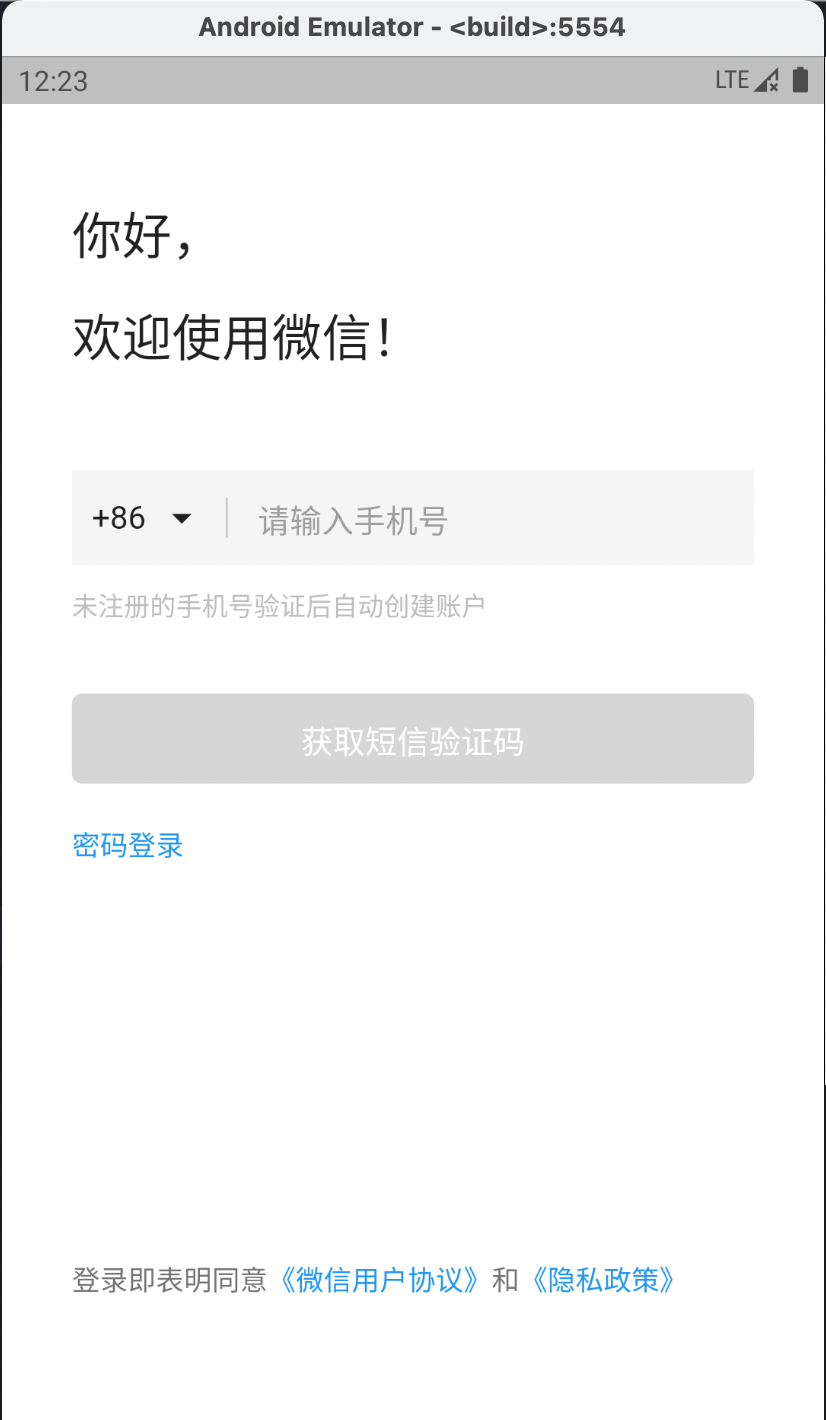 Android Emulator - <build>:5554
12:23 LTE
你好，
欢迎使用微信！
+86 请输入手机号
未注册的手机号验证后自动创建账户
获取短信验证码
密码登录
登录即表明同意《微信用户协议》和《隐私政策》